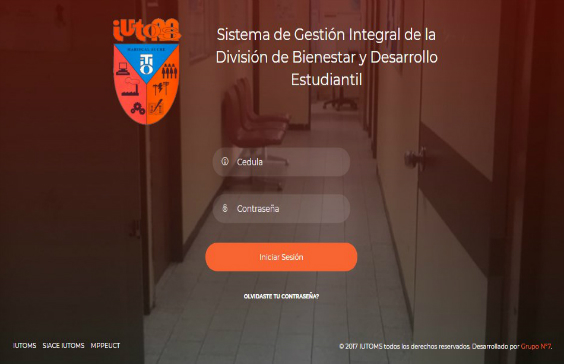 iUTOMS
Sistema de Gestión Integral de la
División de Bienestar y Desarrollo
Estudiantil
Cedula
Contraseña
Iniciar Sesión
OLVIDASTE TU CONTRASEÑA?
IUTOMS SIACE IUTOMS MPPEUCT
© 2017 IUTOMS todos los derechos reservados, Desarrollado por Grupo N°7.